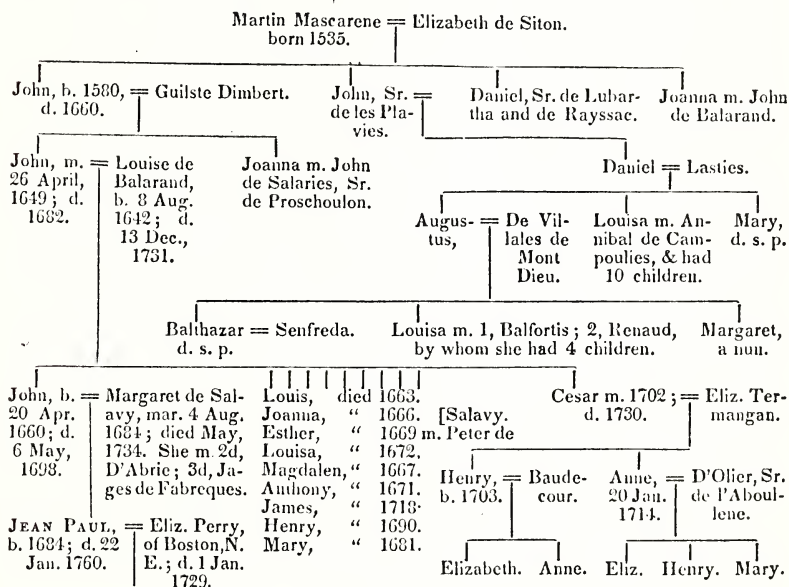 Martin Mascarene = Elizabeth de Siton.
born 1535.
John, b. 1580, = Guilste Dimbert.
d. 1660.
John, Sr. =
de les Pla-
vies.
Daniel, Sr. de Lubar-
tha and de Rayssac.
Joanna m. John
de Balarand.
John, m. =
26 April,
1649; d.
1682.
Louise de
Balarand,
b. 8 Aug.
1642; d.
13 Dec.,
1731.
Joanna m. John
de Salaries, Sr.
de Proschoulon.
Daniel = Lasties.
Augus- =
tus,
De Vil-
lales de
Mont
Dieu.
Louisa m. An-
nibal de Cam-
poulies, & had
10 children.
Mary,
d. s. p.
Balthazar = Senfreda.
d. s. p.
Louisa m. 1, Balfortis; 2, Renaud,
by whom she had 4 children.
Margaret,
a nun.
John, b. =
20 Apr.
1660; d.
6 May,
1698.
Margaret de Sal-
avy, mar. 4 Aug.
1684; died May,
1734. She m. 2d,
D'Abric; 3d, Ja-
ges de Fabreques.
Louis, died 1663.
Joanna, " 1666. [Salavy.
Esther, " 1669 m. Peter de
Louisa, " 1672.
Magdalen, " 1667.
Anthony, " 1671.
James, " 1718.
Henry, " 1690.
Mary, " 1681.
Cesar m. 1702; =
d. 1730.
Eliz. Ter-
mangan.
Henry, =
b. 1703.
Baude-
cour.
Anne, =
20 Jan.
1714.
D'Olier, Sr.
de l'Aboul-
lene.
JEAN PAUL, =
b. 1684; d. 22
Jan. 1760.
Eliz. Perry,
of Boston, N.
E.; d. 1 Jan.
1729.
Elizabeth. Anne.
Eliz. Henry. Mary.